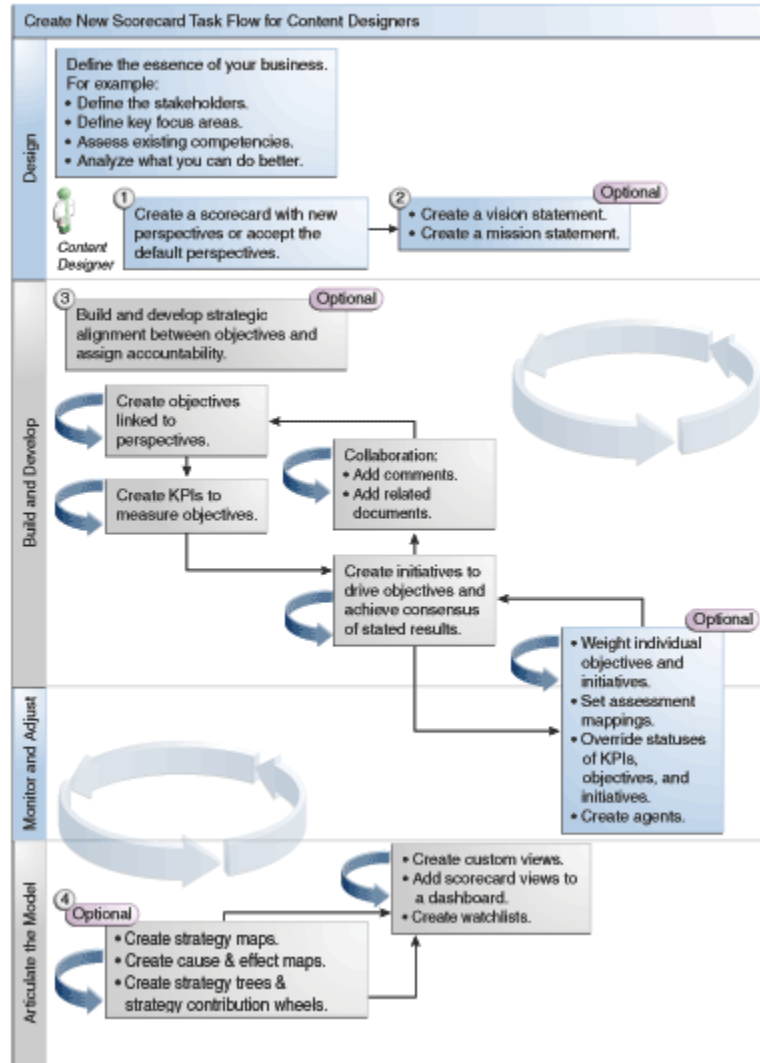 Create New Scorecard Task Flow for Content Designers
Design
Define the essence of your business.
For example:
• Define the stakeholders.
• Define key focus areas.
• Assess existing competencies.
• Analyze what you can do better.
Content
Designer
1
Create a scorecard with new
perspectives or accept the
default perspectives.
2
Optional
• Create a vision statement.
• Create a mission statement.
Build and Develop
3
Optional
Build and develop strategic
alignment between objectives and
assign accountability.
Create objectives
linked to
perspectives.
Create KPIs to
measure objectives.
Collaboration:
• Add comments.
• Add related
documents.
Create initiatives to
drive objectives and
achieve consensus
of stated results.
Optional
• Weight individual
objectives and
initiatives.
• Set assessment
mappings.
• Override statuses
of KPIs,
objectives, and
initiatives.
• Create agents.
Monitor and Adjust
Articulate the Model
• Create custom views.
• Add scorecard views to
a dashboard.
• Create watchlists.
4
Optional
• Create strategy maps.
• Create cause & effect maps.
• Create strategy trees &
strategy contribution wheels.